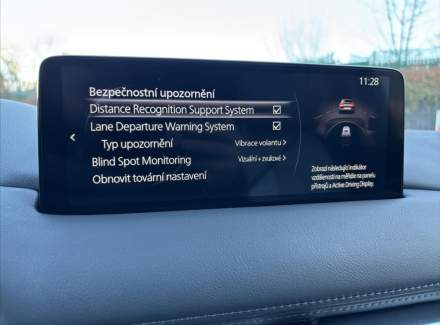 11:28
Bezpečnostní upozornění
Distance Recognition Support System
Lane Departure Warning System
Typ upozornění Vibrace volantu >
Blind Spot Monitoring Vizuální + zvukové >
Obnovit tovární nastavení
Zobrazí následující indikátor
vzdálenosti na měřidle na panelu
přístrojů a Active Driving Display.